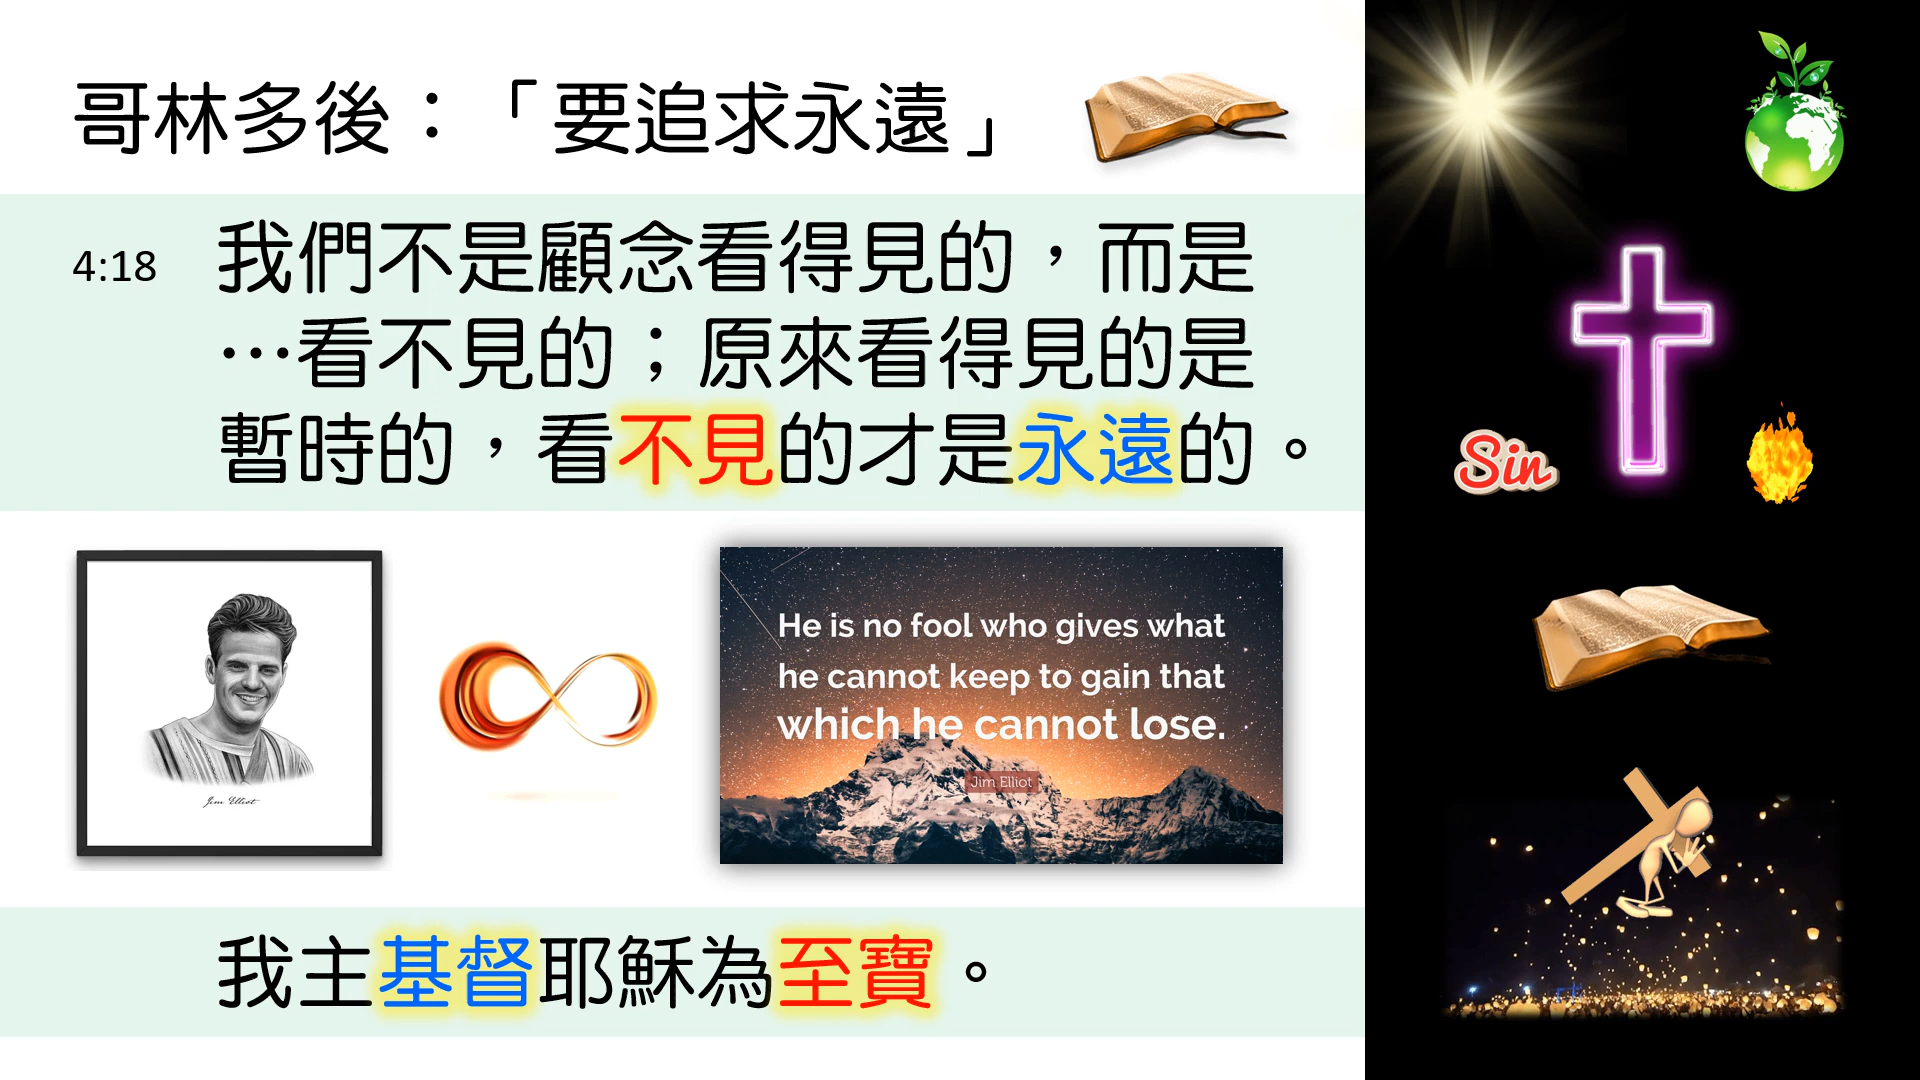 哥林多後：「要追求永遠」
4:18 我們不是顧念看得見的，而是
…看不見的；原來看得見的是
暫時的，看不見的才是永遠的。
Jim Elliot
He is no fool who gives what
he cannot keep to gain that
which he cannot lose.
Jim Elliot
我主基督耶穌為至寶。
Sin